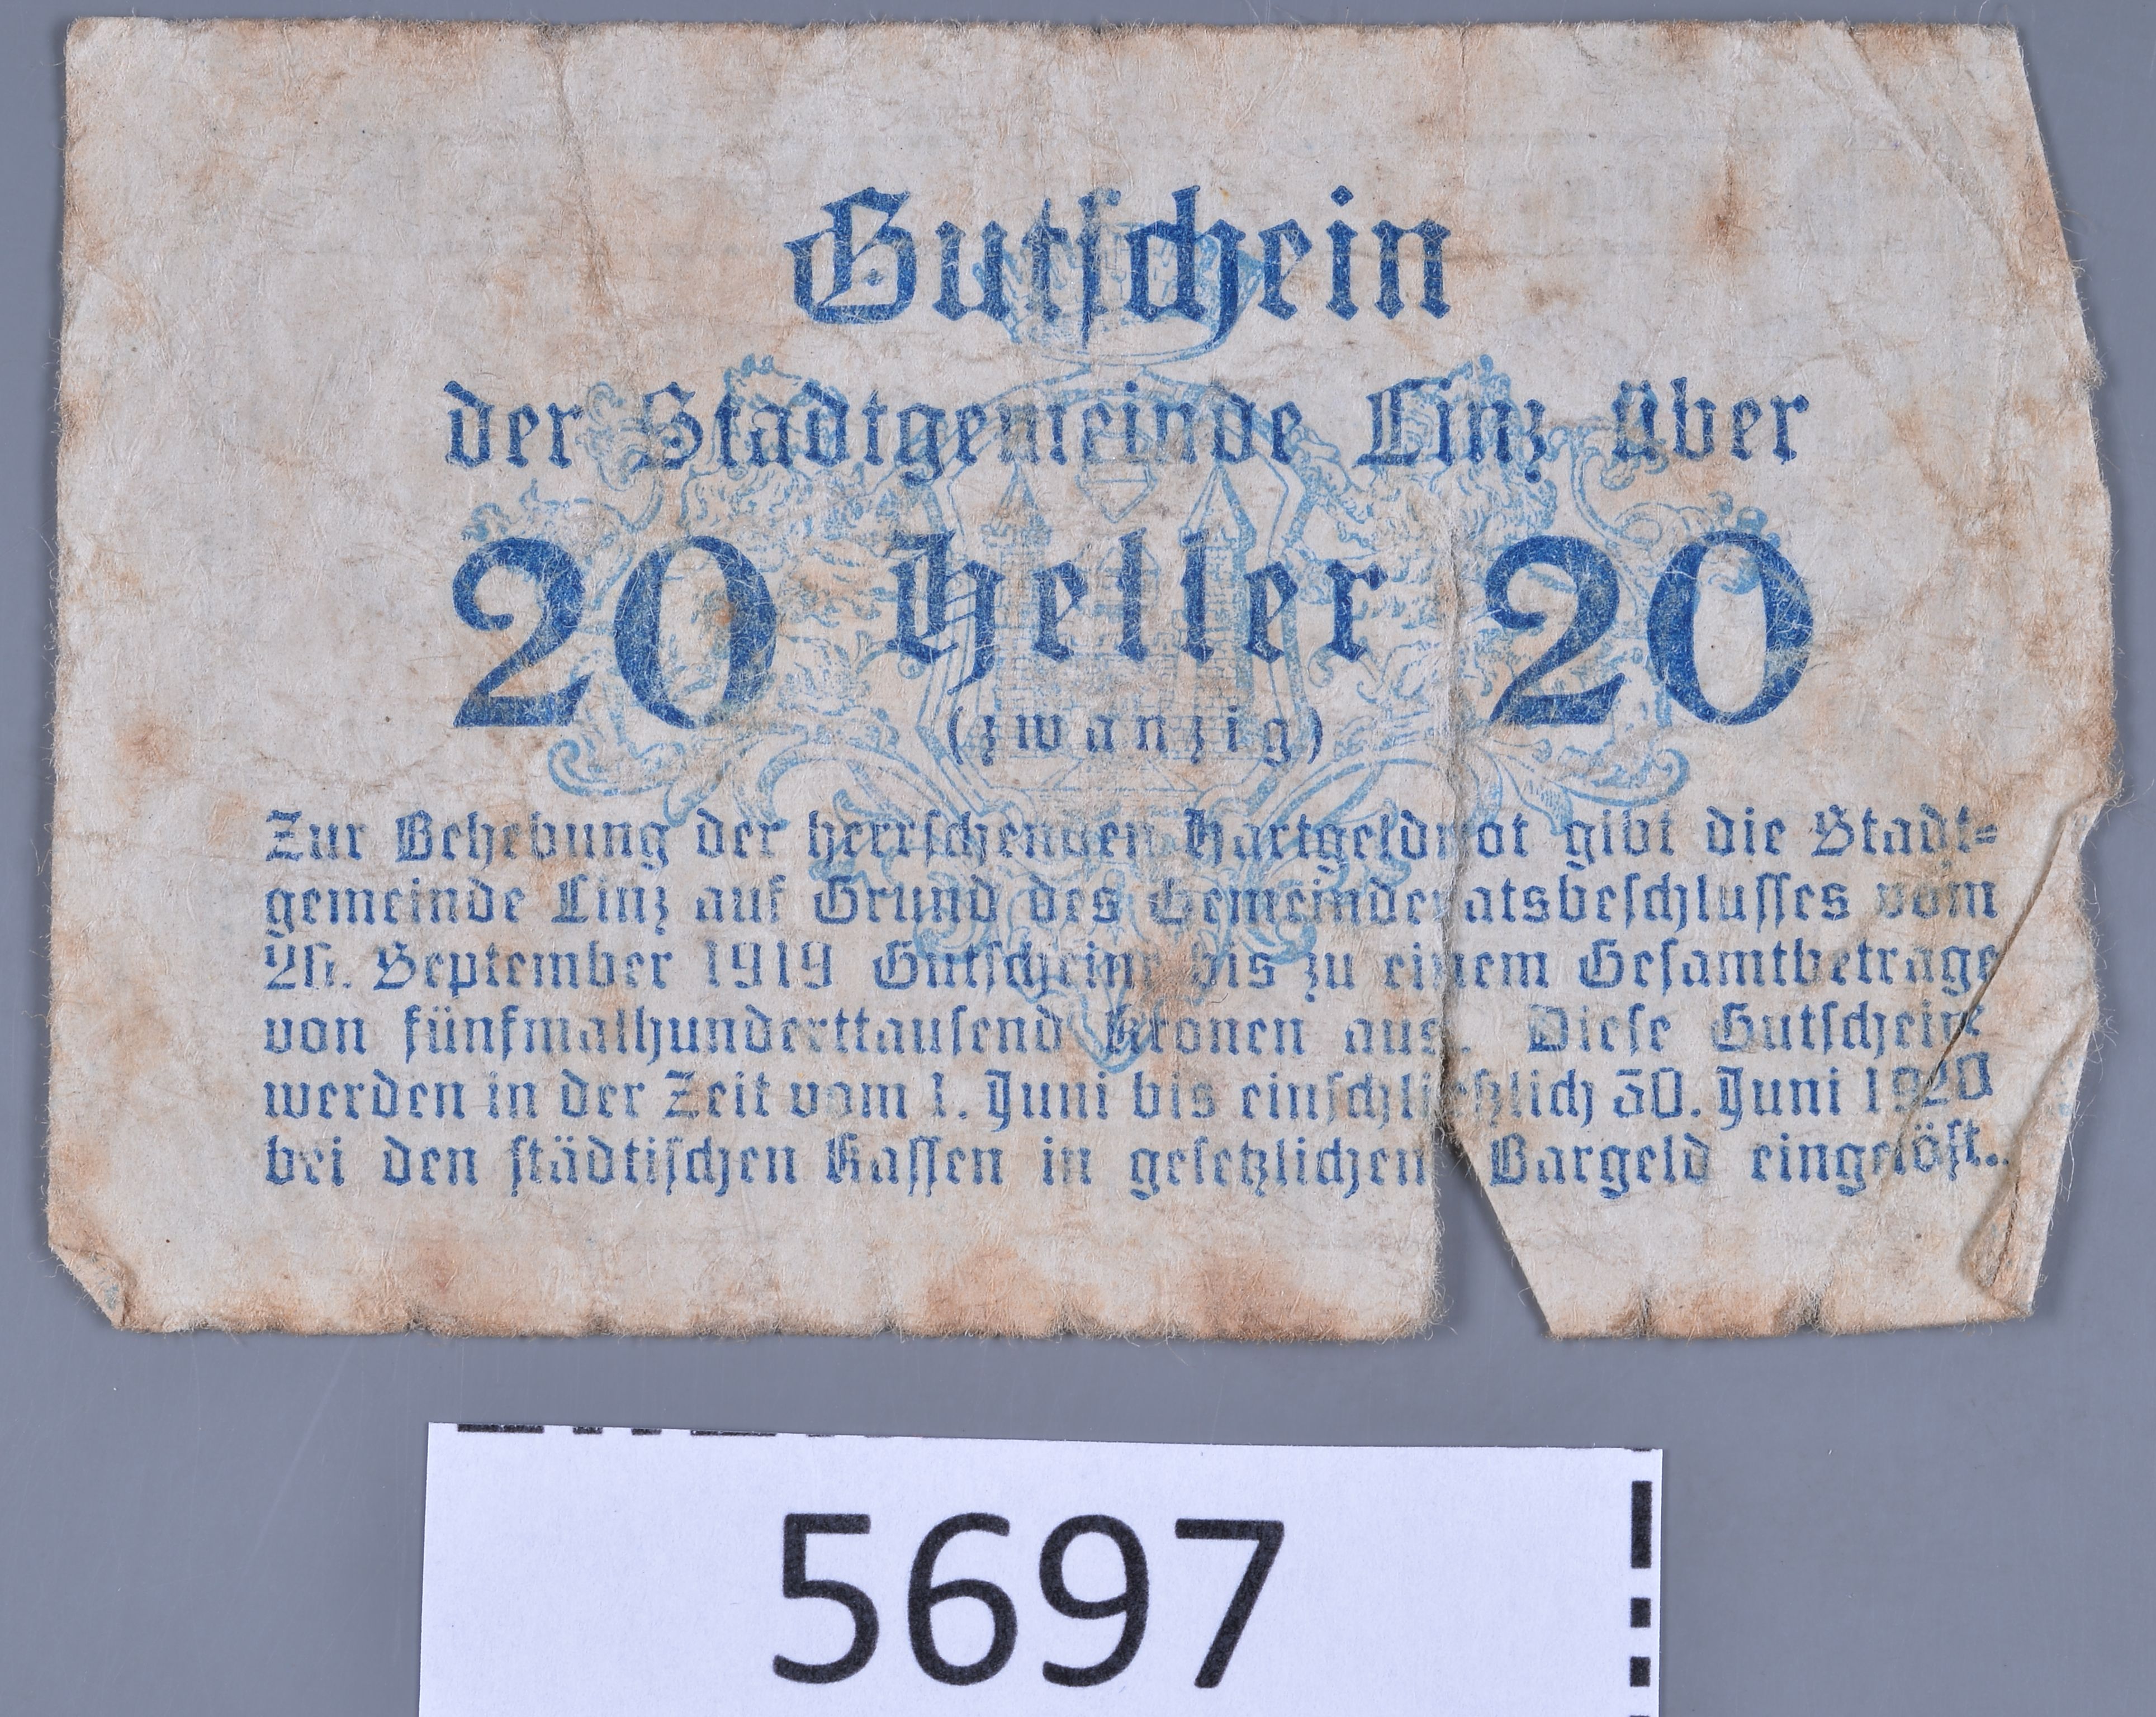 Gutschein
der Stadtgemeinde Linz über
20 Heller 20
(zwanzig)
Zur Behebung der herrschenden Hartgeldnot gibt die Stadt-
gemeinde Linz auf Grund des Gemeinderatsbeschlusses vom
September 1919 Gutscheine bis zu einem Gesamtbetrage
von fünfmalhunderttausend Kronen aus. Diese Gutscheine
werden in der Zeit vom 1. Juni bis einschließlich 30. Juni 1920
bei den städtischen Kassen in gesetzlichen Bargeld eingelöst.
5697